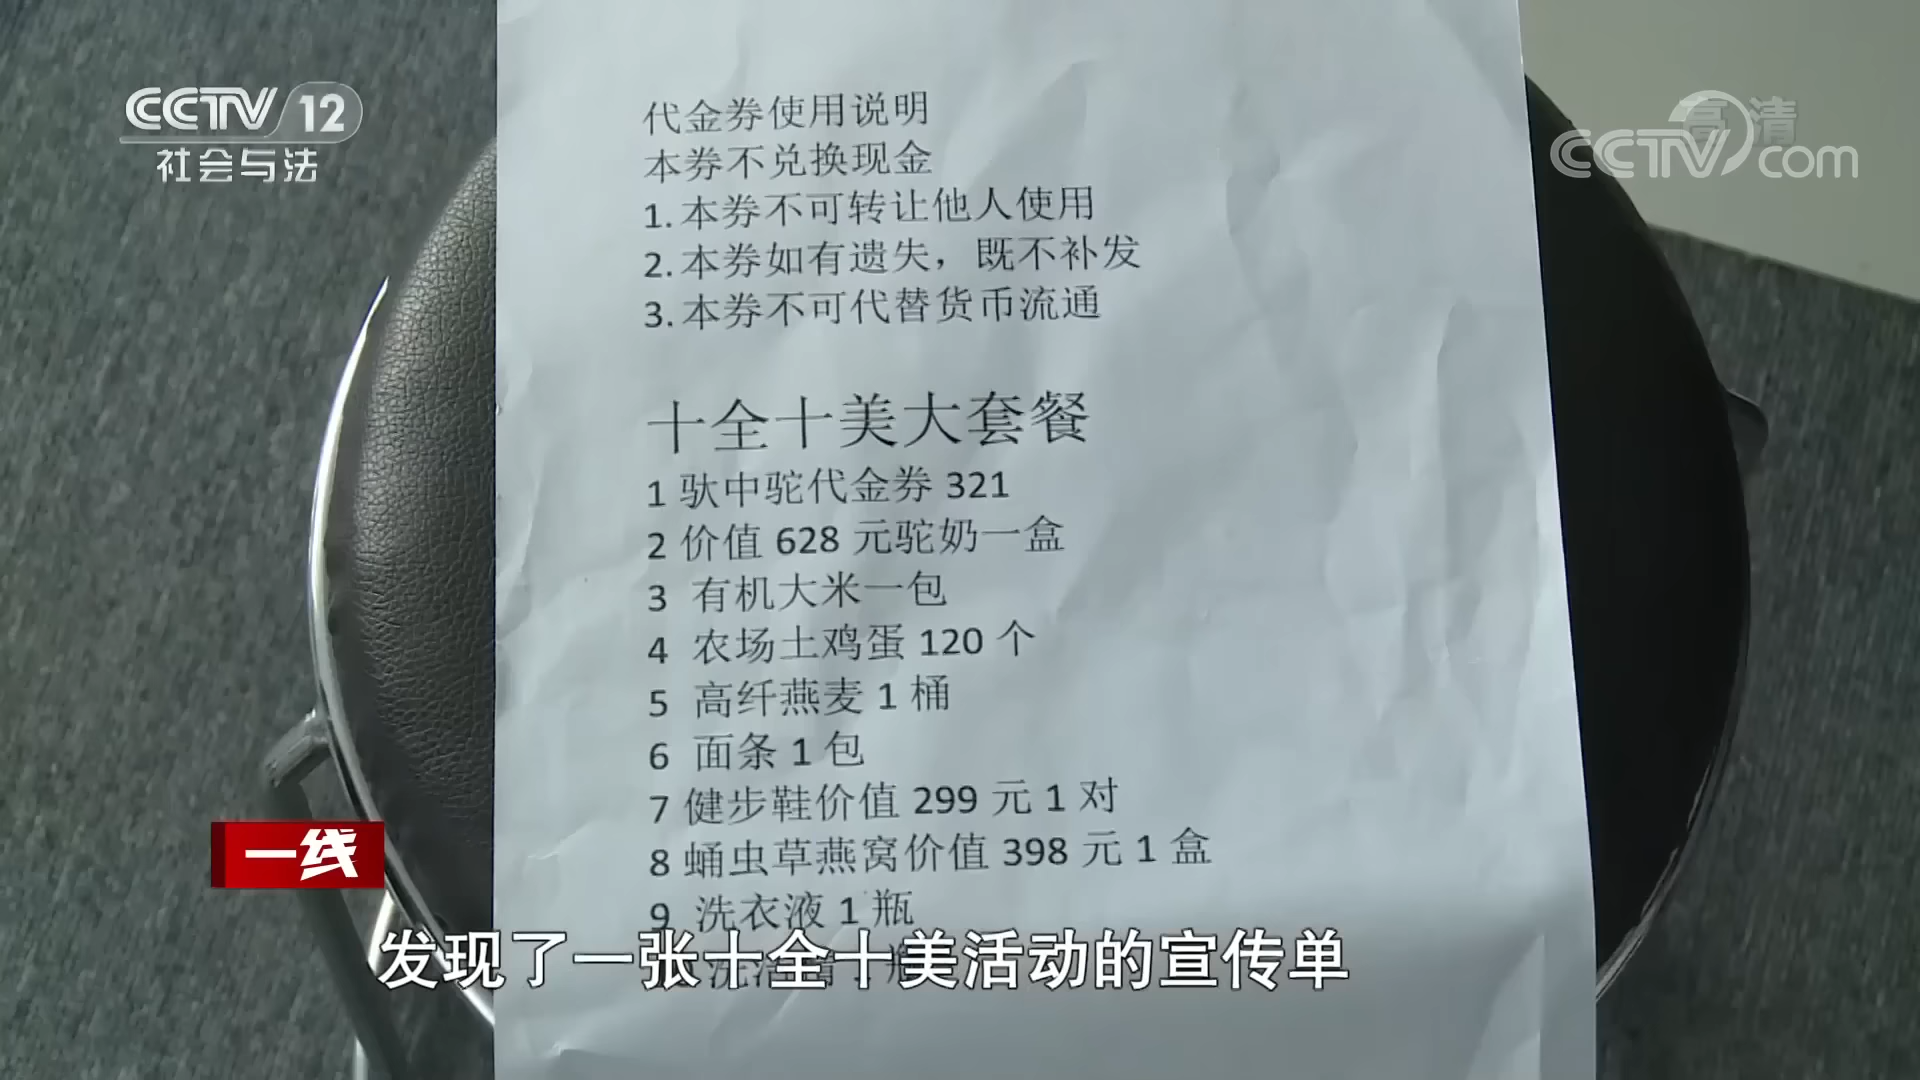 CCTV 12
社会与法
高清
CCTV com
代金券使用说明
本券不兑换现金
1.本券不可转让他人使用
2.本券如有遗失，既不补发
3.本券不可代替货币流通
十全十美大套餐
1 驮中驼代金券 321
2 价值 628 元驼奶一盒
3 有机大米一包
4 农场土鸡蛋 120 个
5 高纤燕麦 1 桶
6 面条 1 包
7 健步鞋价值 299 元 1 对
8 蛹虫草燕窝价值 398 元 1 盒
9 洗衣液 1 瓶
一线
发现了一张十全十美活动的宣传单